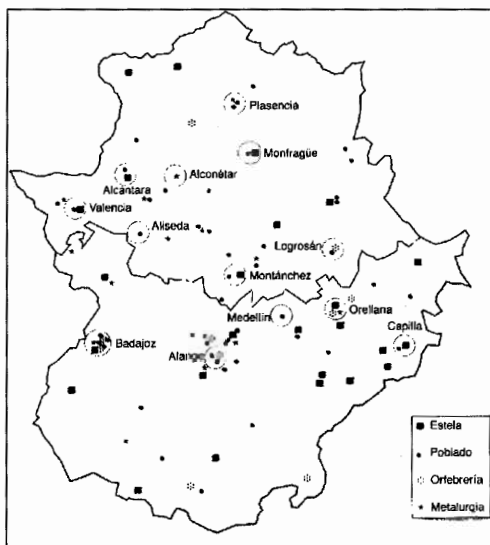 Plasencia
Monfragüe
Alconétar
Alcántara
Valencia
Aliseda
Logrosán
Montánchez
Medellín
Orellana
Capilla
Badajoz
Alange
Estela
Poblado
Orfebrería
Metalurgia